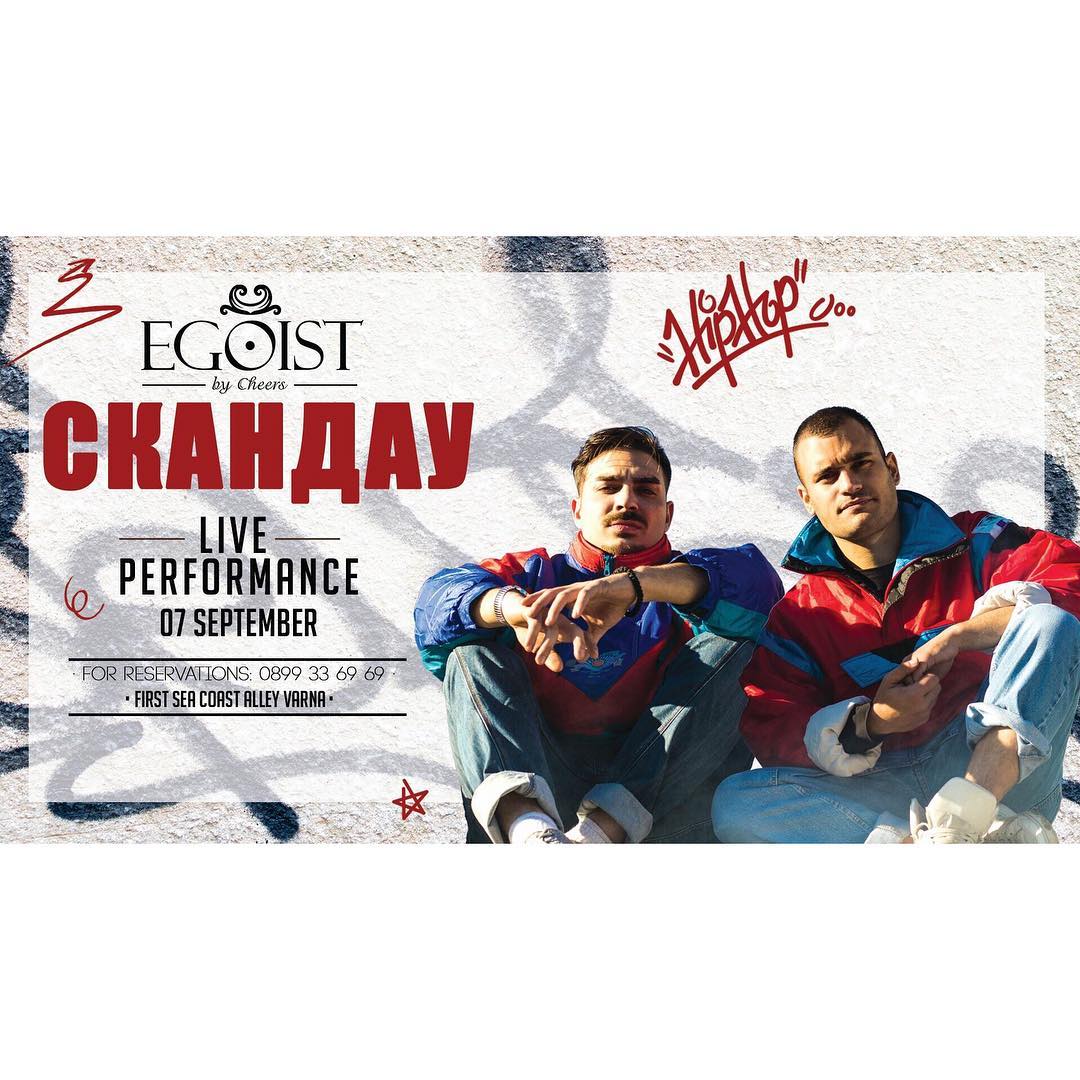 EGOIST
by Cheers
СКАНДАУ
LIVE
PERFORMANCE
07 SEPTEMBER
· FOR RESERVATIONS: 0899 33 69 69 ·
• FIRST SEA COAST ALLEY VARNA •
"HipHop"